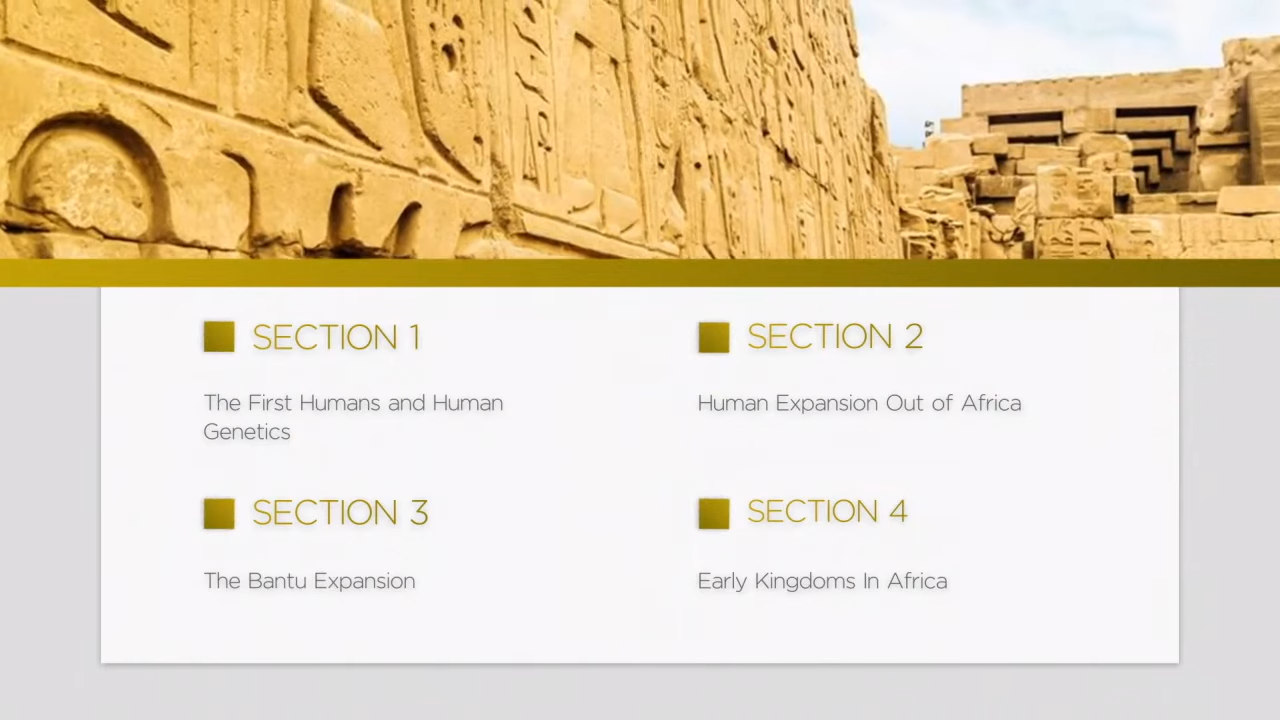 SECTION 1
The First Humans and Human
Genetics
SECTION 2
Human Expansion Out of Africa
SECTION 3
The Bantu Expansion
SECTION 4
Early Kingdoms In Africa